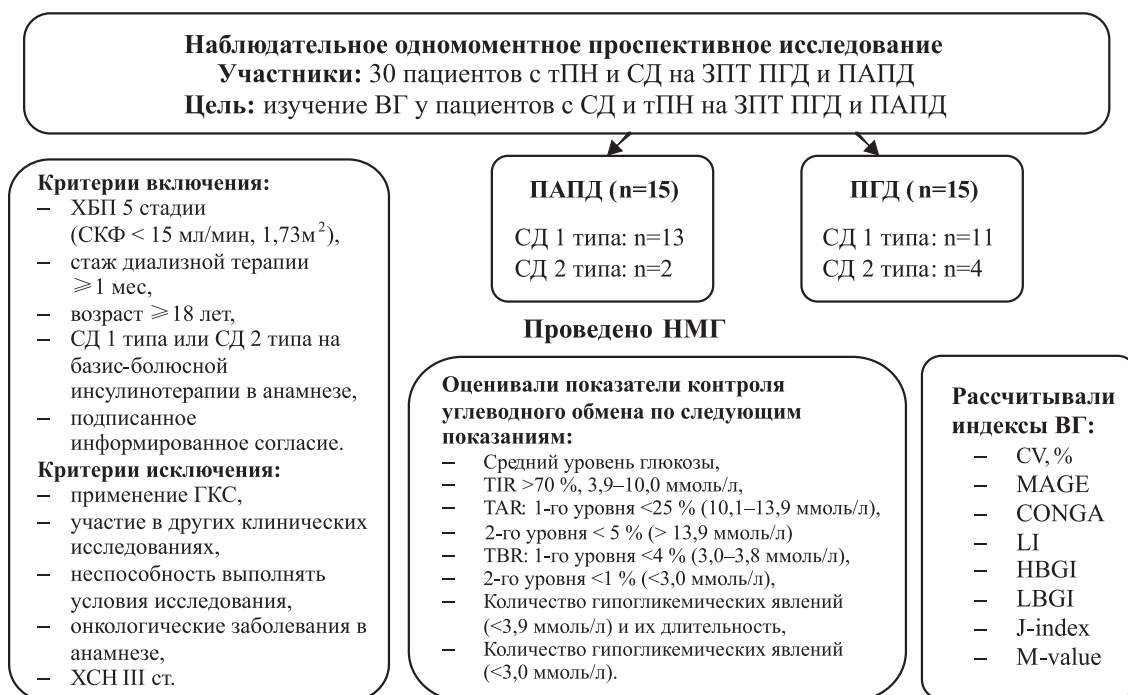 Наблюдательное одномоментное проспективное исследование
Участники: 30 пациентов с тПН и СД на ЗПТ ПГД и ПАПД
Цель: изучение ВГ у пациентов с СД и тПН на ЗПТ ПГД и ПАПД
Критерии включения:
– ХБП 5 стадии
(СКФ < 15 мл/мин, 1,73м²),
– стаж диализной терапии
⩾1 мес,
– возраст ⩾18 лет,
– СД 1 типа или СД 2 типа на
базис-болюсной
инсулинотерапии в анамнезе,
– подписанное
информированное согласие.
Критерии исключения:
– применение ГКС,
– участие в других клинических
исследованиях,
– неспособность выполнять
условия исследования,
– онкологические заболевания в
анамнезе,
– ХСН III ст.
ПАПД (n=15)
СД 1 типа: n=13
СД 2 типа: n=2
ПГД (n=15)
СД 1 типа: n=11
СД 2 типа: n=4
Проведено НМГ
Оценивали показатели контроля
углеводного обмена по следующим
показаниям:
– Средний уровень глюкозы,
– TIR >70 %, 3,9–10,0 ммоль/л,
– TAR: 1-го уровня <25 % (10,1–13,9 ммоль/л),
– 2-го уровня < 5 % (> 13,9 ммоль/л)
– TBR: 1-го уровня <4 % (3,0–3,8 ммоль/л),
– 2-го уровня <1 % (<3,0 ммоль/л),
– Количество гипогликемических явлений
(<3,9 ммоль/л) и их длительность,
– Количество гипогликемических явлений
(<3,0 ммоль/л).
Рассчитывали
индексы ВГ:
– CV, %
– MAGE
– CONGA
– LI
– HBGI
– LBGI
– J-index
– M-value